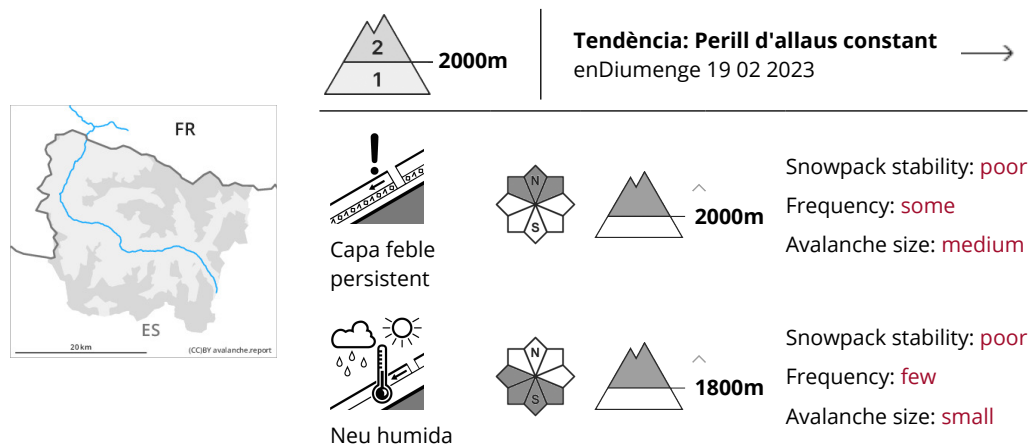 2
1
2000m
Tendència: Perill d'allaus constant
enDiumenge 19 02 2023
FR
ES
20 km
(CC)BY avalanche.report
Capa feble
persistent
N
S
2000m
Snowpack stability: poor
Frequency: some
Avalanche size: medium
Neu humida
N
S
1800m
Snowpack stability: poor
Frequency: few
Avalanche size: small